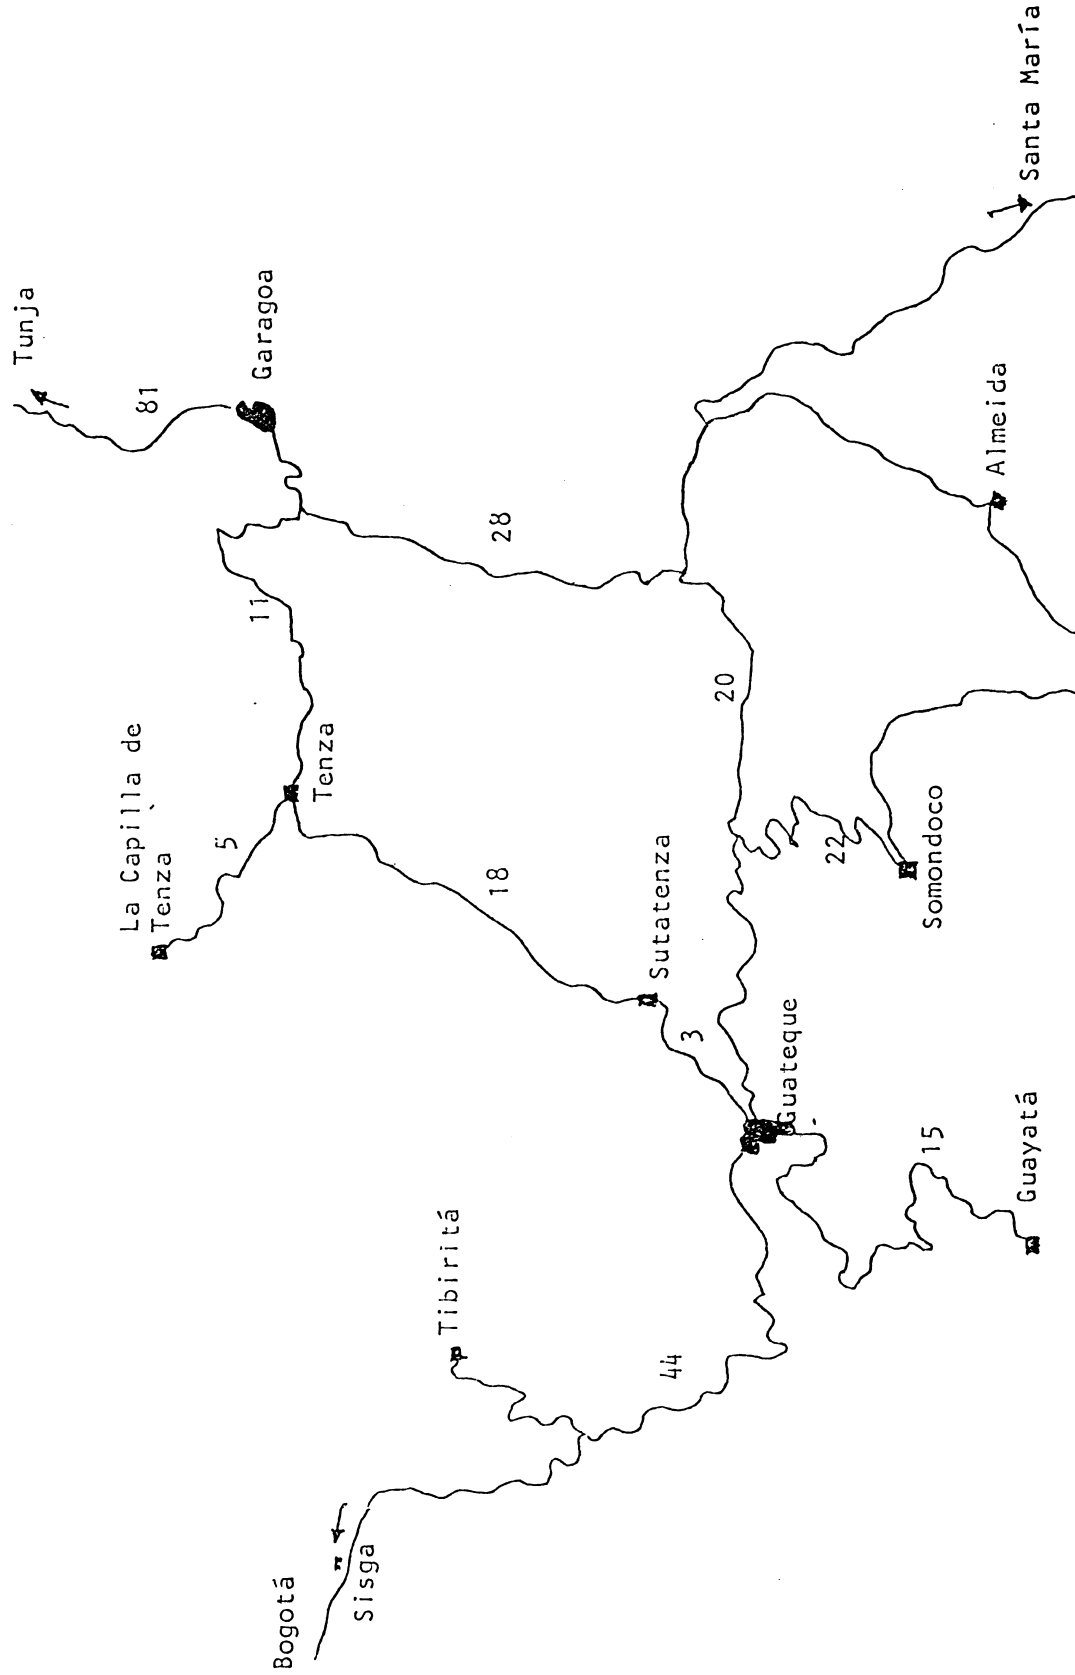 Tunja
81
Garagoa
La Capilla de
Tenza
5
11
Tenza
28
18
Sutatenza
3
20
Santa María
Almeida
22
Somondoco
Guateque
15
Guayatá
Tibiritá
44
Bogotá
Sisga